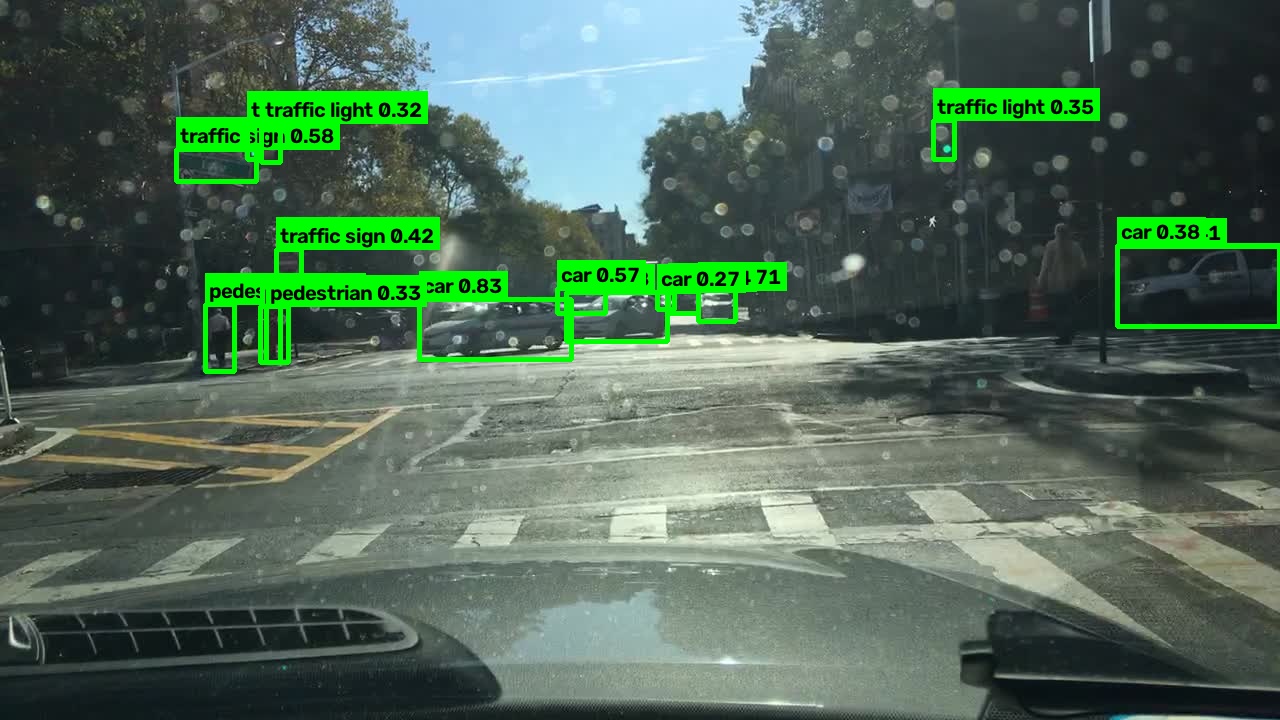 traffic light 0.32
traffic light 0.35
traffic sign 0.58
traffic sign 0.42
car 0.38
car 0.57
car 0.27
71
car 0.83
pedestrian 0.33